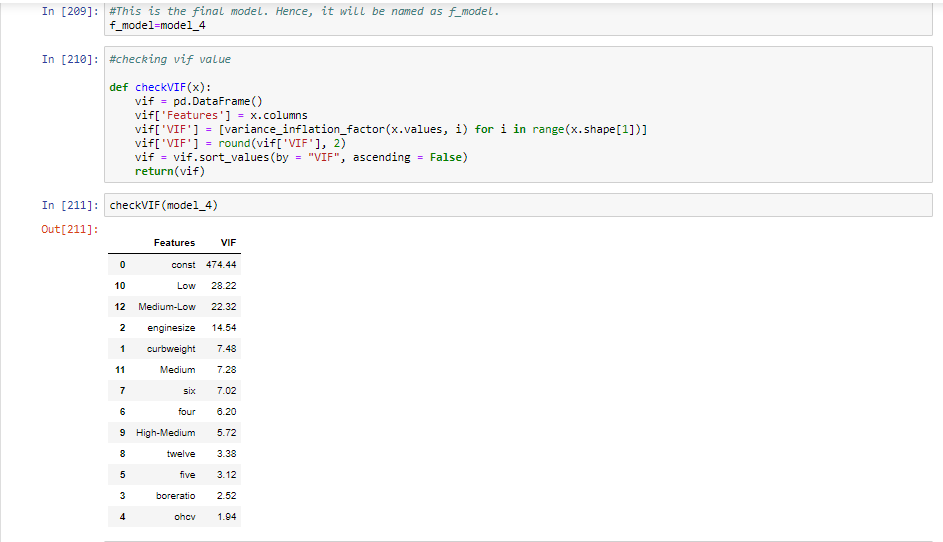 In [209]: #This is the final model. Hence, it will be named as f_model.
f_model=model_4
In [210]: #checking vif value
def checkVIF(x):
    vif = pd.DataFrame()
    vif['Features'] = x.columns
    vif['VIF'] = [variance_inflation_factor(x.values, i) for i in range(x.shape[1])]
    vif['VIF'] = round(vif['VIF'], 2)
    vif = vif.sort_values(by = "VIF", ascending = False)
    return(vif)
In [211]: checkVIF(model_4)
Out[211]:
Features VIF
0 const 474.44
10 Low 28.22
12 Medium-Low 22.32
2 enginesize 14.54
1 curbweight 7.48
11 Medium 7.28
7 six 7.02
6 four 6.20
9 High-Medium 5.72
8 twelve 3.38
5 five 3.12
3 boreratio 2.52
4 ohcv 1.94